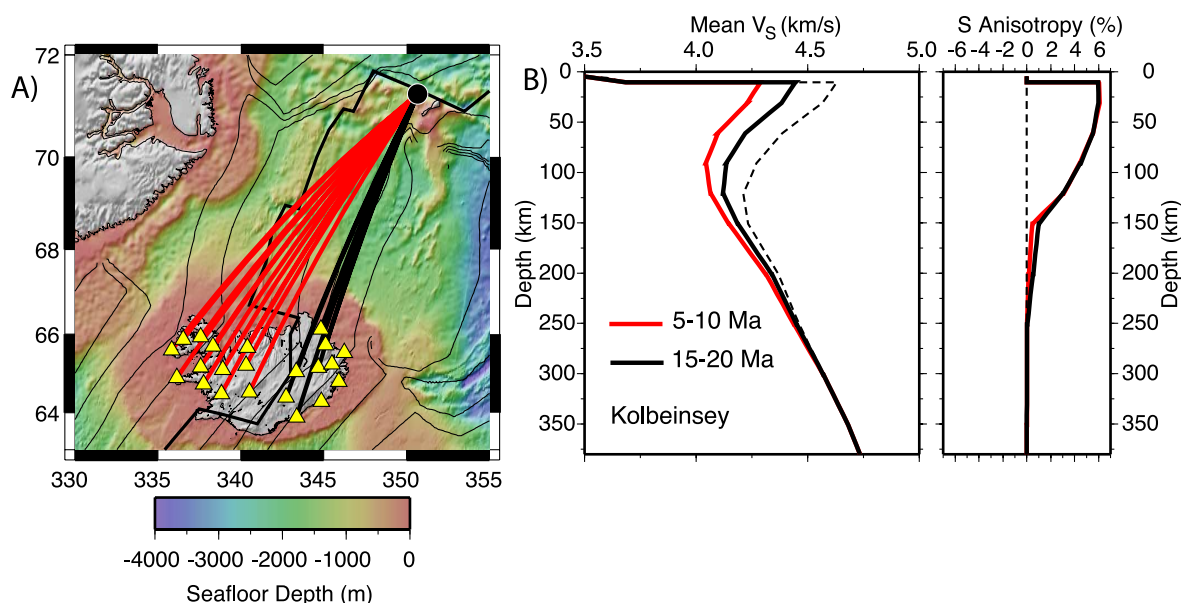 A)
72
70
68
66
64
330 335 340 345 350 355
-4000 -3000 -2000 -1000 0
Seafloor Depth (m)
B)
Mean VS (km/s)
3.5 4.0 4.5 5.0
0
50
100
150
200
250
300
350
Depth (km)
5-10 Ma
15-20 Ma
Kolbeinsey
S Anisotropy (%)
-6 -4 -2 0 2 4 6
0
50
100
150
200
250
300
350
Depth (km)